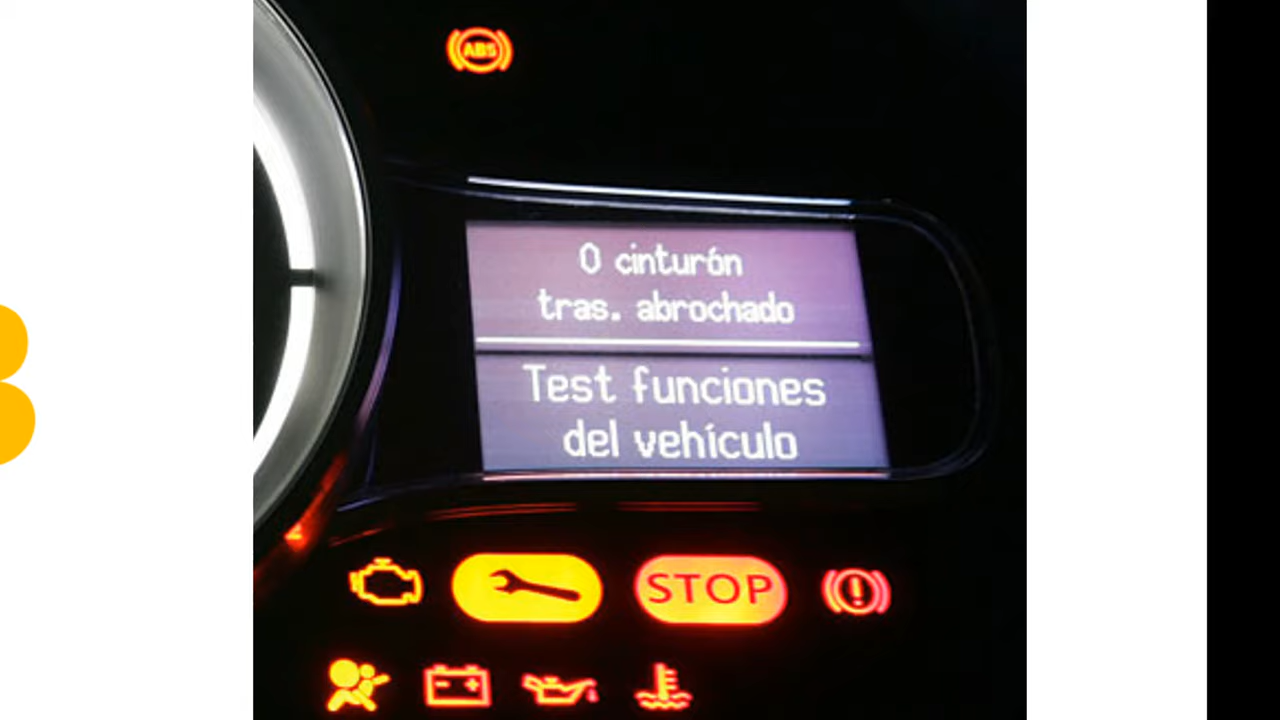 ABS
0 cinturón
tras. abrochado
Test funciones
del vehículo
STOP